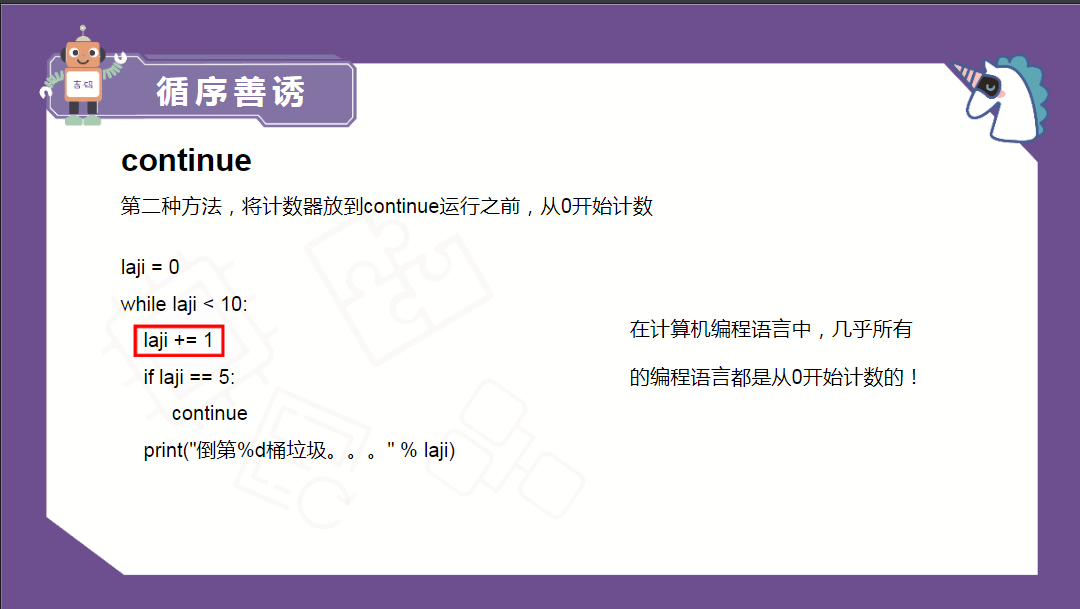 吉码
循序善诱
continue
第二种方法，将计数器放到continue运行之前，从0开始计数
laji = 0
while laji < 10:
laji += 1
if laji == 5:
continue
print("倒第%d桶垃圾。。。" % laji)
在计算机编程语言中，几乎所有
的编程语言都是从0开始计数的！